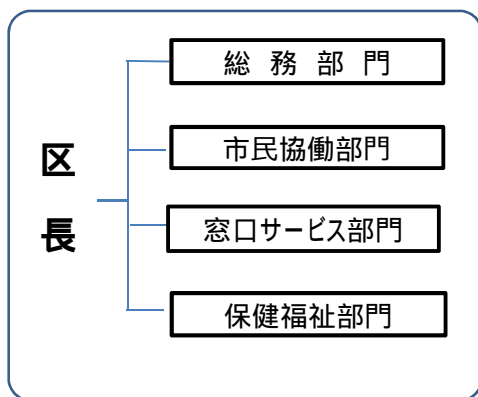 区長
総務部門
市民協働部門
窓口サービス部門
保健福祉部門